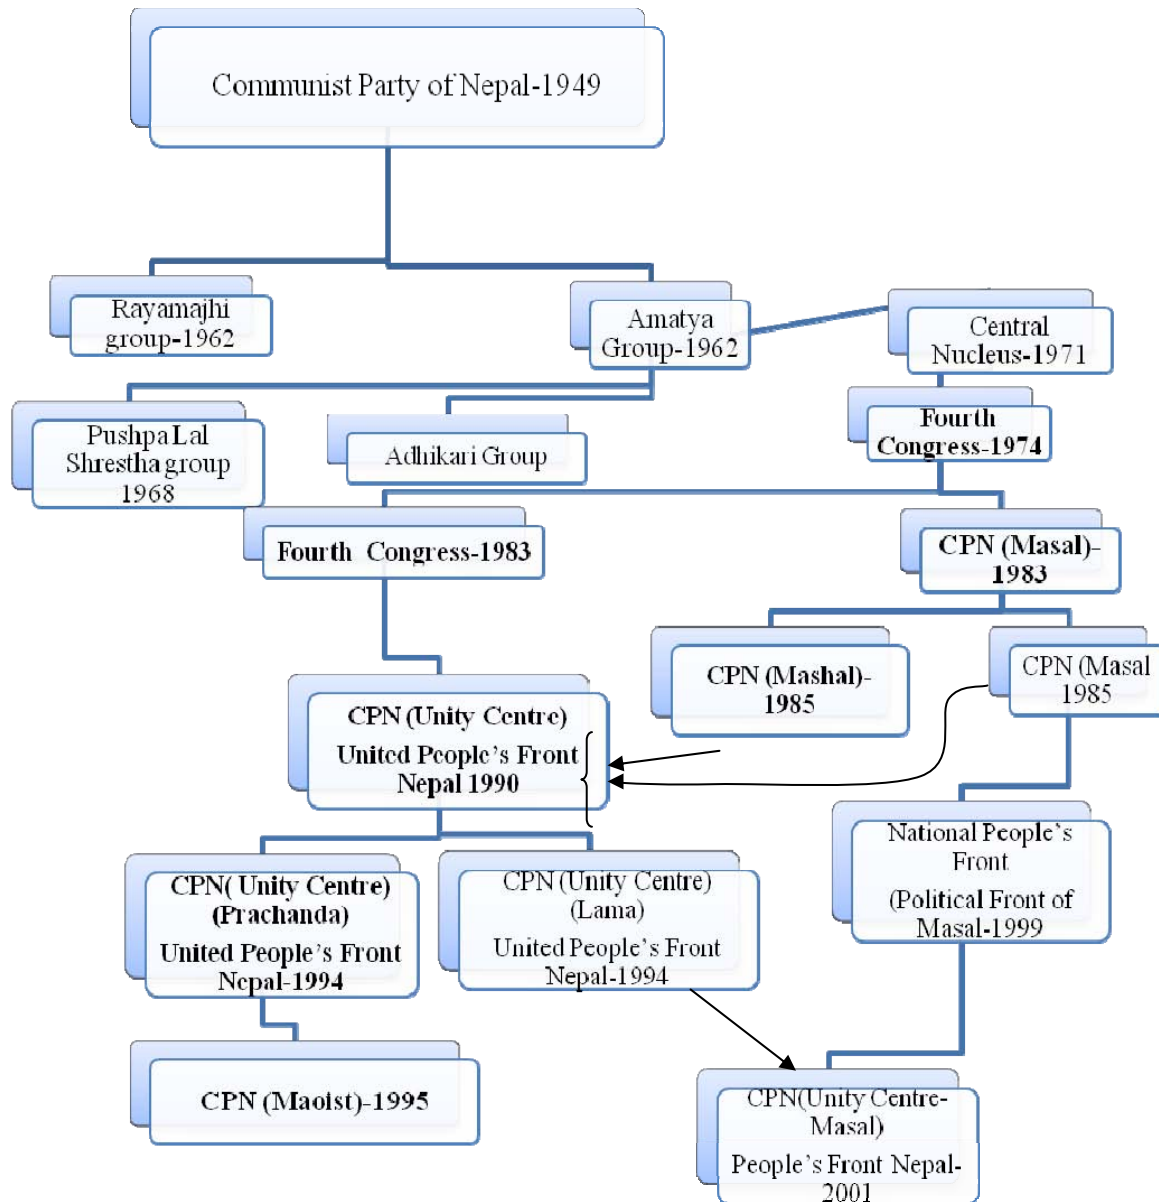 Communist Party of Nepal-1949
Rayamajhi
group-1962
Amatya
Group-1962
Central
Nucleus-1971
Pushpa Lal
Shrestha group
1968
Adhikari Group
Fourth
Congress-1974
Fourth Congress-1983
CPN (Masal)-
1983
CPN (Mashal)-
1985
CPN (Masal
1985
CPN (Unity Centre)
United People's Front
Nepal 1990
CPN( Unity Centre)
(Prachanda)
United People's Front
Nepal-1994
CPN (Unity Centre)
(Lama)
United People's Front
Nepal-1994
National People's
Front
(Political Front of
Masal-1999
CPN (Maoist)-1995
CPN(Unity Centre-
Masal)
People's Front Nepal-
2001